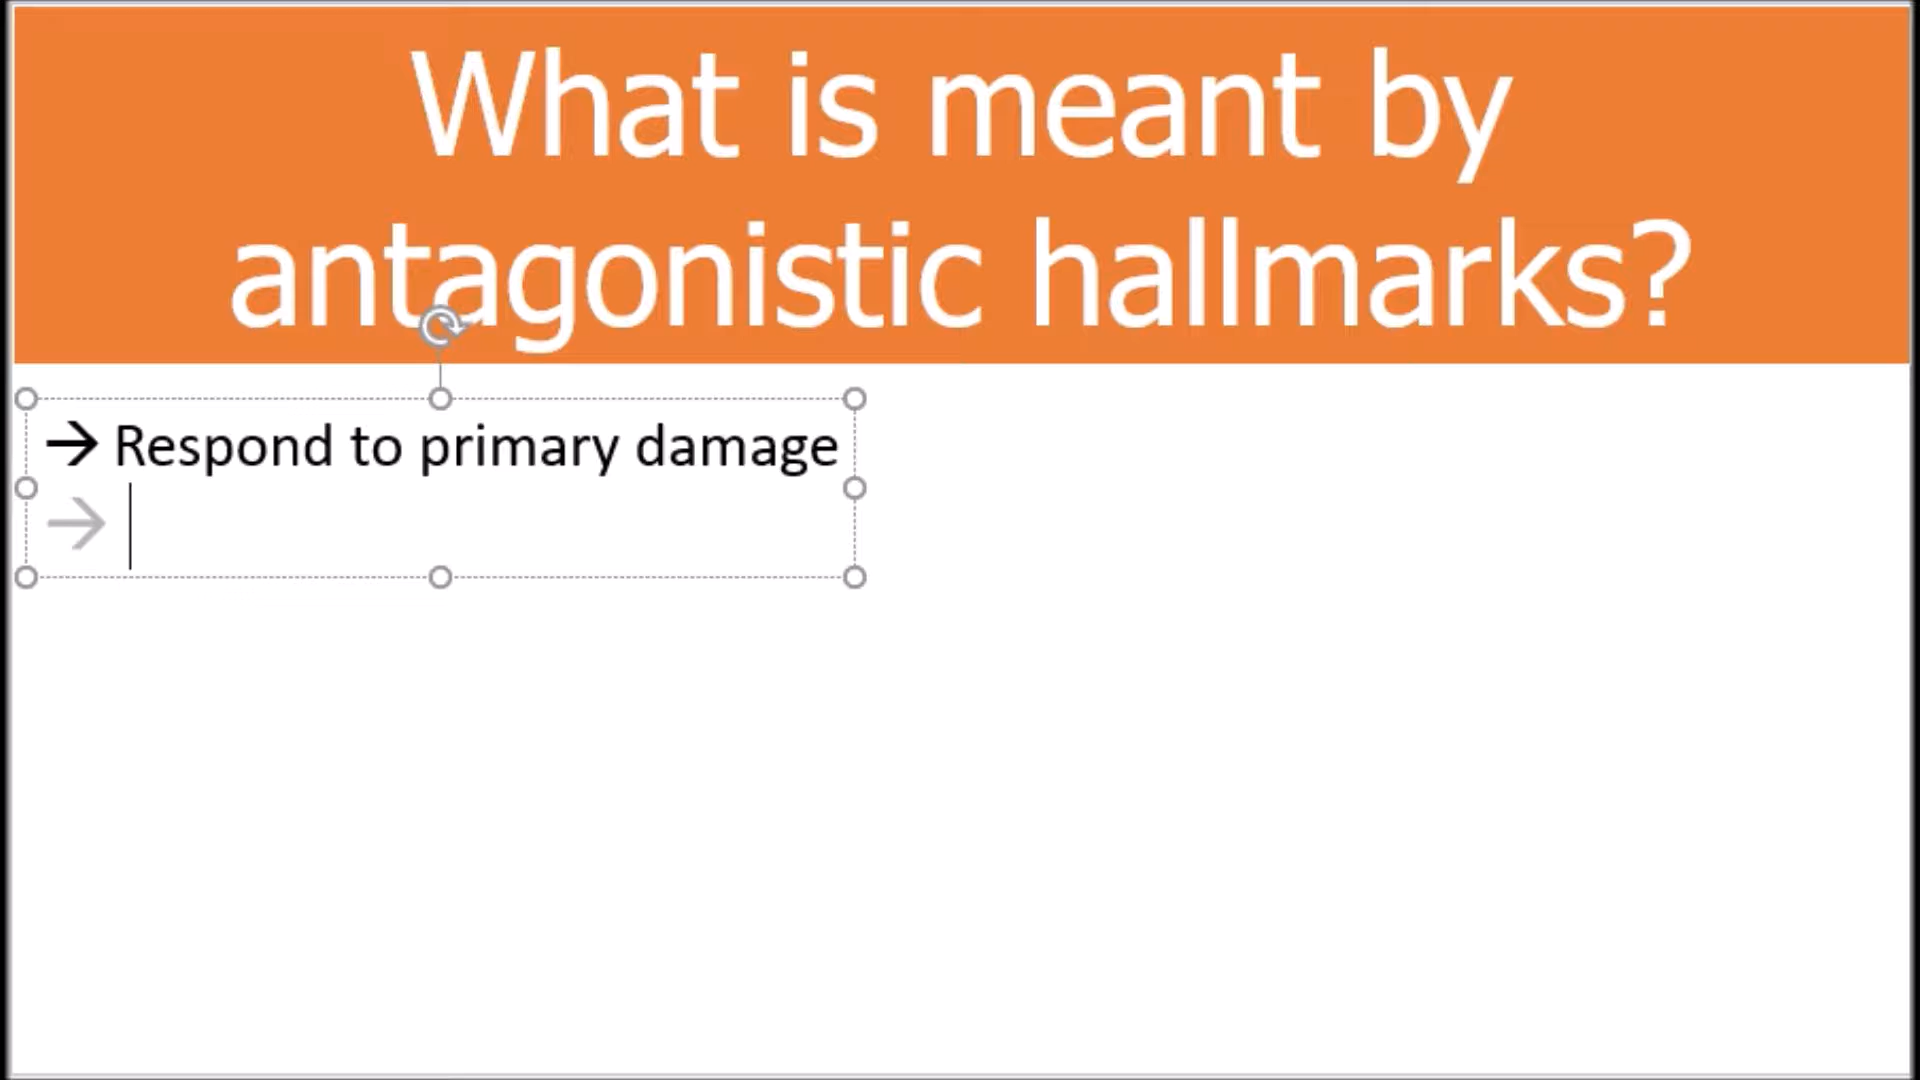 What is meant by
antagonistic hallmarks?
→ Respond to primary damage
→